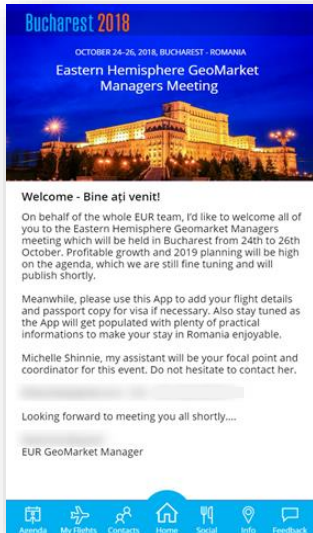 Bucharest 2018
OCTOBER 24-26, 2018, BUCHAREST - ROMANIA
Eastern Hemisphere GeoMarket
Managers Meeting
Welcome - Bine ați venit!
On behalf of the whole EUR team, I'd like to welcome all of
you to the Eastern Hemisphere Geomarket Managers
meeting which will be held in Bucharest from 24th to 26th
October. Profitable growth and 2019 planning will be high
on the agenda, which we are still fine tuning and will
publish shortly.
Meanwhile, please use this App to add your flight details
and passport copy for visa if necessary. Also stay tuned as
the App will get populated with plenty of practical
informations to make your stay in Romania enjoyable.
Michelle Shinnie, my assistant will be your focal point and
coordinator for this event. Do not hesitate to contact her.
Looking forward to meeting you all shortly....
EUR GeoMarket Manager
Agenda My Flights Contacts Home Social Info Feedback